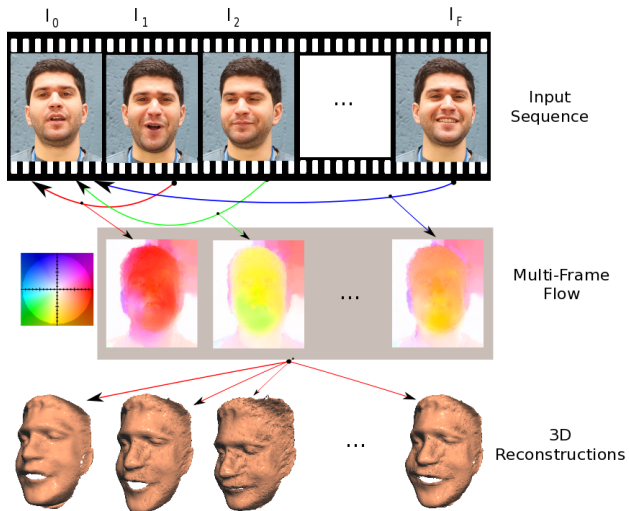 I0 I1 I2 IF
...
Input
Sequence
Multi-Frame
Flow
...
3D
Reconstructions
...